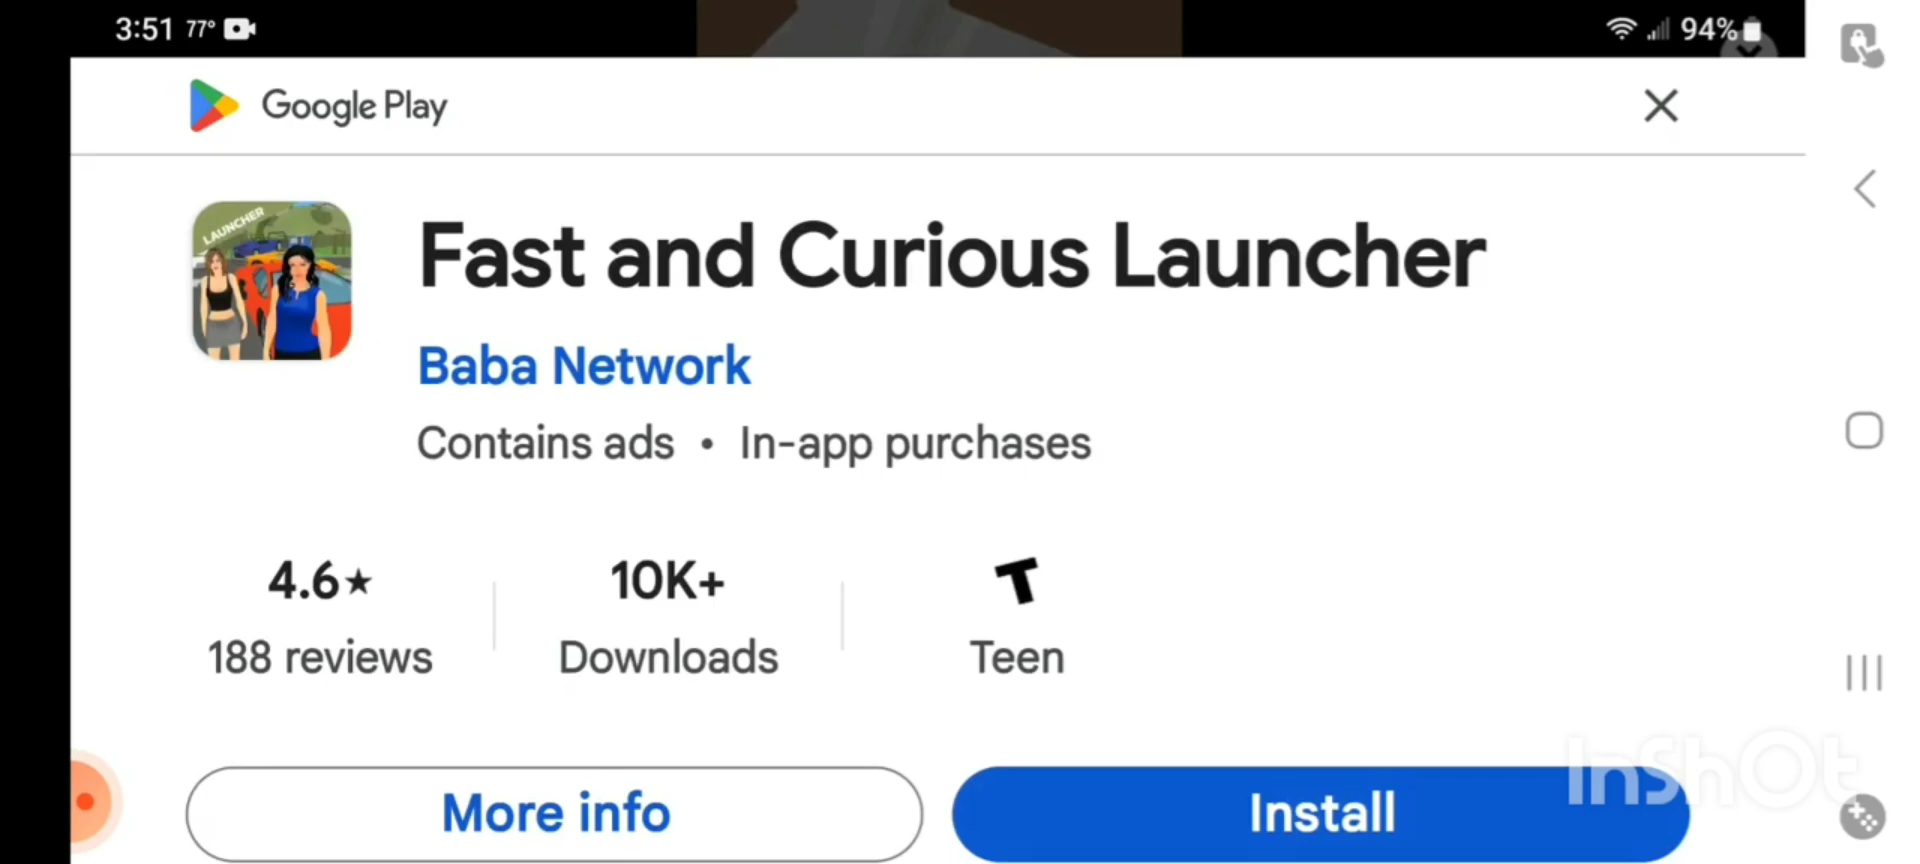 3:51 77° 94%
Google Play
LAUNCHER
Fast and Curious Launcher
Baba Network
Contains ads • In-app purchases
4.6★ 10K+ T
188 reviews Downloads Teen
More info Install
InShOt